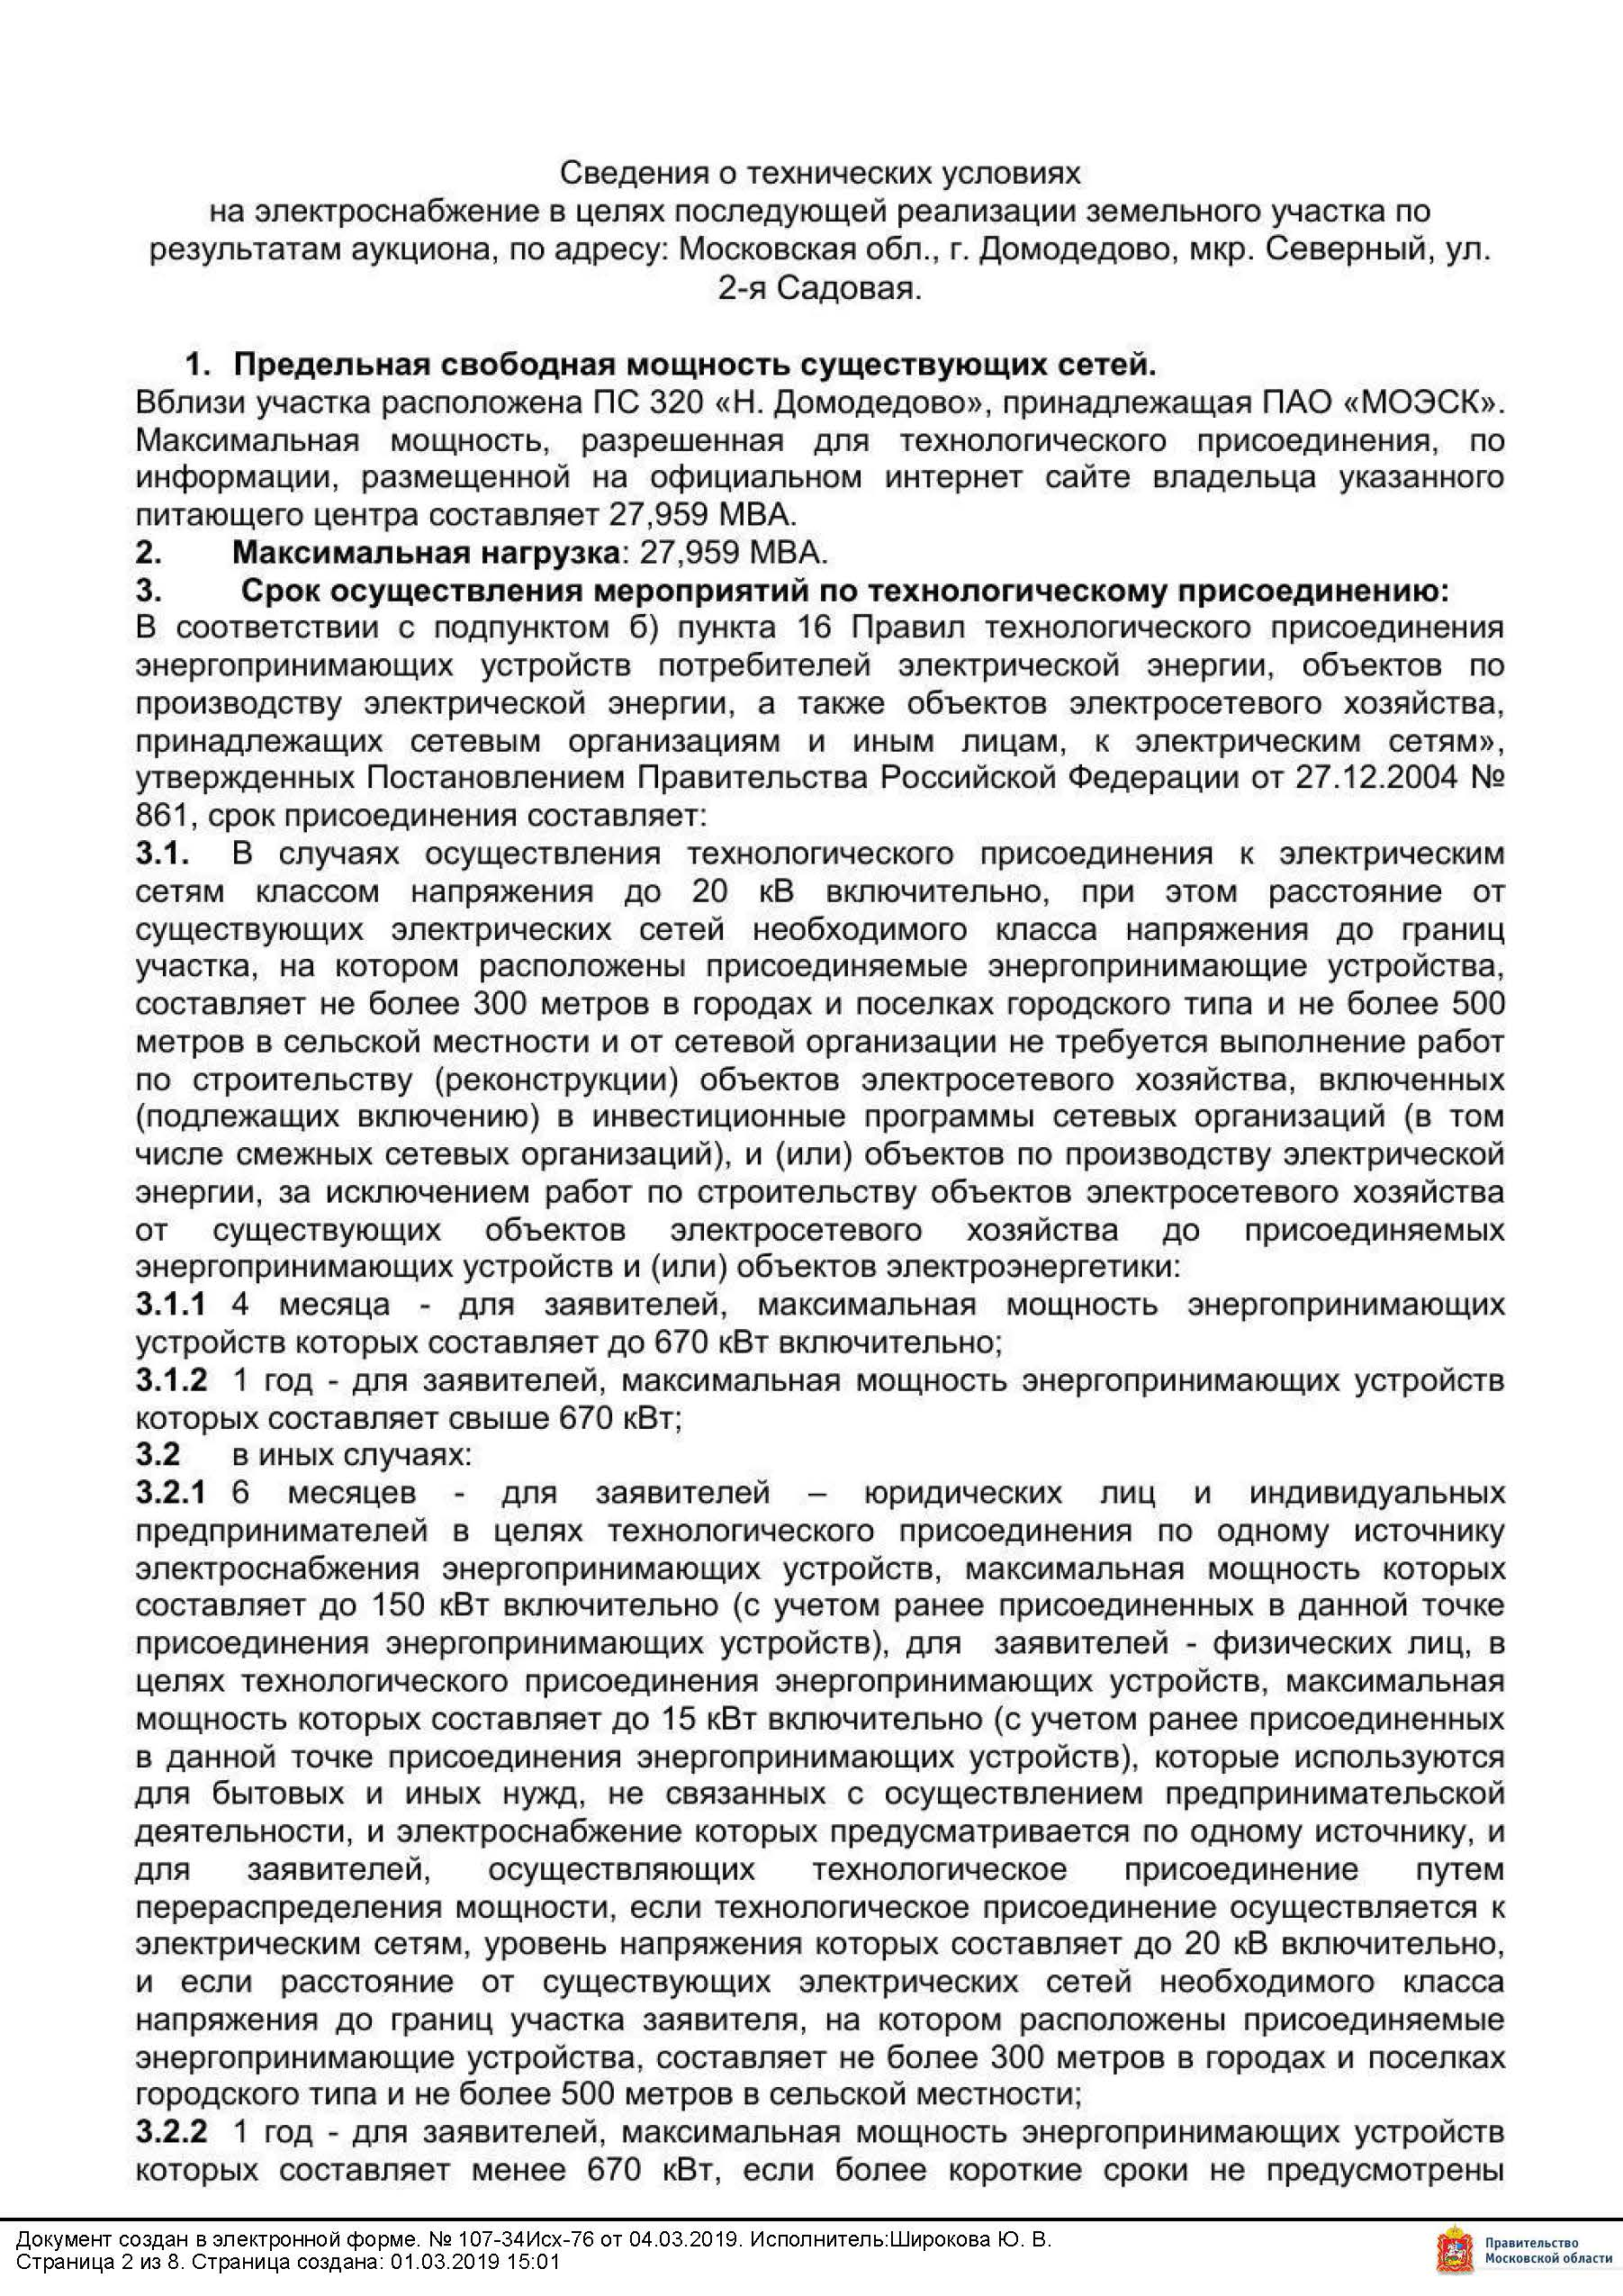 Сведения о технических условиях
на электроснабжение в целях последующей реализации земельного участка по
результатам аукциона, по адресу: Московская обл., г. Домодедово, мкр. Северный, ул.
2-я Садовая.
1. Предельная свободная мощность существующих сетей.
Вблизи участка расположена ПС 320 «Н. Домодедово», принадлежащая ПАО «МОЭСК».
Максимальная мощность, разрешенная для технологического присоединения, по
информации, размещенной на официальном интернет сайте владельца указанного
питающего центра составляет 27,959 МВА.
2. Максимальная нагрузка: 27,959 МВА.
3. Срок осуществления мероприятий по технологическому присоединению:
В соответствии с подпунктом б) пункта 16 Правил технологического присоединения
энергопринимающих устройств потребителей электрической энергии, объектов по
производству электрической энергии, а также объектов электросетевого хозяйства,
принадлежащих сетевым организациям и иным лицам, к электрическим сетям»,
утвержденных Постановлением Правительства Российской Федерации от 27.12.2004 №
861, срок присоединения составляет:
3.1. В случаях осуществления технологического присоединения к электрическим
сетям классом напряжения до 20 кВ включительно, при этом расстояние от
существующих электрических сетей необходимого класса напряжения до границ
участка, на котором расположены присоединяемые энергопринимающие устройства,
составляет не более 300 метров в городах и поселках городского типа и не более 500
метров в сельской местности и от сетевой организации не требуется выполнение работ
по строительству (реконструкции) объектов электросетевого хозяйства, включенных
(подлежащих включению) в инвестиционные программы сетевых организаций (в том
числе смежных сетевых организаций), и (или) объектов по производству электрической
энергии, за исключением работ по строительству объектов электросетевого хозяйства
от существующих объектов электросетевого хозяйства до присоединяемых
энергопринимающих устройств и (или) объектов электроэнергетики:
3.1.1 4 месяца - для заявителей, максимальная мощность энергопринимающих
устройств которых составляет до 670 кВт включительно;
3.1.2 1 год - для заявителей, максимальная мощность энергопринимающих устройств
которых составляет свыше 670 кВт;
3.2 в иных случаях:
3.2.1 6 месяцев - для заявителей – юридических лиц и индивидуальных
предпринимателей в целях технологического присоединения по одному источнику
электроснабжения энергопринимающих устройств, максимальная мощность которых
составляет до 150 кВт включительно (с учетом ранее присоединенных в данной точке
присоединения энергопринимающих устройств), для заявителей - физических лиц, в
целях технологического присоединения энергопринимающих устройств, максимальная
мощность которых составляет до 15 кВт включительно (с учетом ранее присоединенных
в данной точке присоединения энергопринимающих устройств), которые используются
для бытовых и иных нужд, не связанных с осуществлением предпринимательской
деятельности, и электроснабжение которых предусматривается по одному источнику, и
для заявителей, осуществляющих технологическое присоединение путем
перераспределения мощности, если технологическое присоединение осуществляется к
электрическим сетям, уровень напряжения которых составляет до 20 кВ включительно,
и если расстояние от существующих электрических сетей необходимого класса
напряжения до границ участка заявителя, на котором расположены присоединяемые
энергопринимающие устройства, составляет не более 300 метров в городах и поселках
городского типа и не более 500 метров в сельской местности;
3.2.2 1 год - для заявителей, максимальная мощность энергопринимающих устройств
которых составляет менее 670 кВт, если более короткие сроки не предусмотрены
Документ создан в электронной форме. № 107-34Исх-76 от 04.03.2019. Исполнитель:Широкова Ю. В.
Страница 2 из 8. Страница создана: 01.03.2019 15:01
Правительство
Московской области